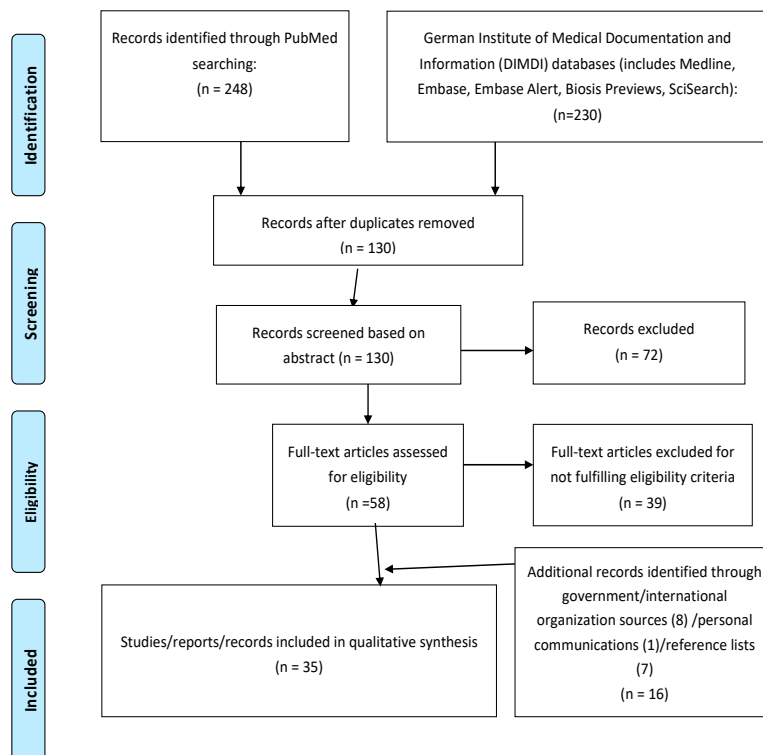 Records identified through PubMed
searching:
(n = 248)
German Institute of Medical Documentation and
Information (DIMDI) databases (includes Medline,
Embase, Embase Alert, Biosis Previews, SciSearch):
(n=230)
Identification
Records after duplicates removed
(n = 130)
Screening
Records screened based on
abstract (n = 130)
Records excluded
(n = 72)
Eligibility
Full-text articles assessed
for eligibility
(n =58)
Full-text articles excluded for
not fulfilling eligibility criteria
(n = 39)
Additional records identified through
government/international
organization sources (8) /personal
communications (1)/reference lists
(7)
(n = 16)
Included
Studies/reports/records included in qualitative synthesis
(n = 35)